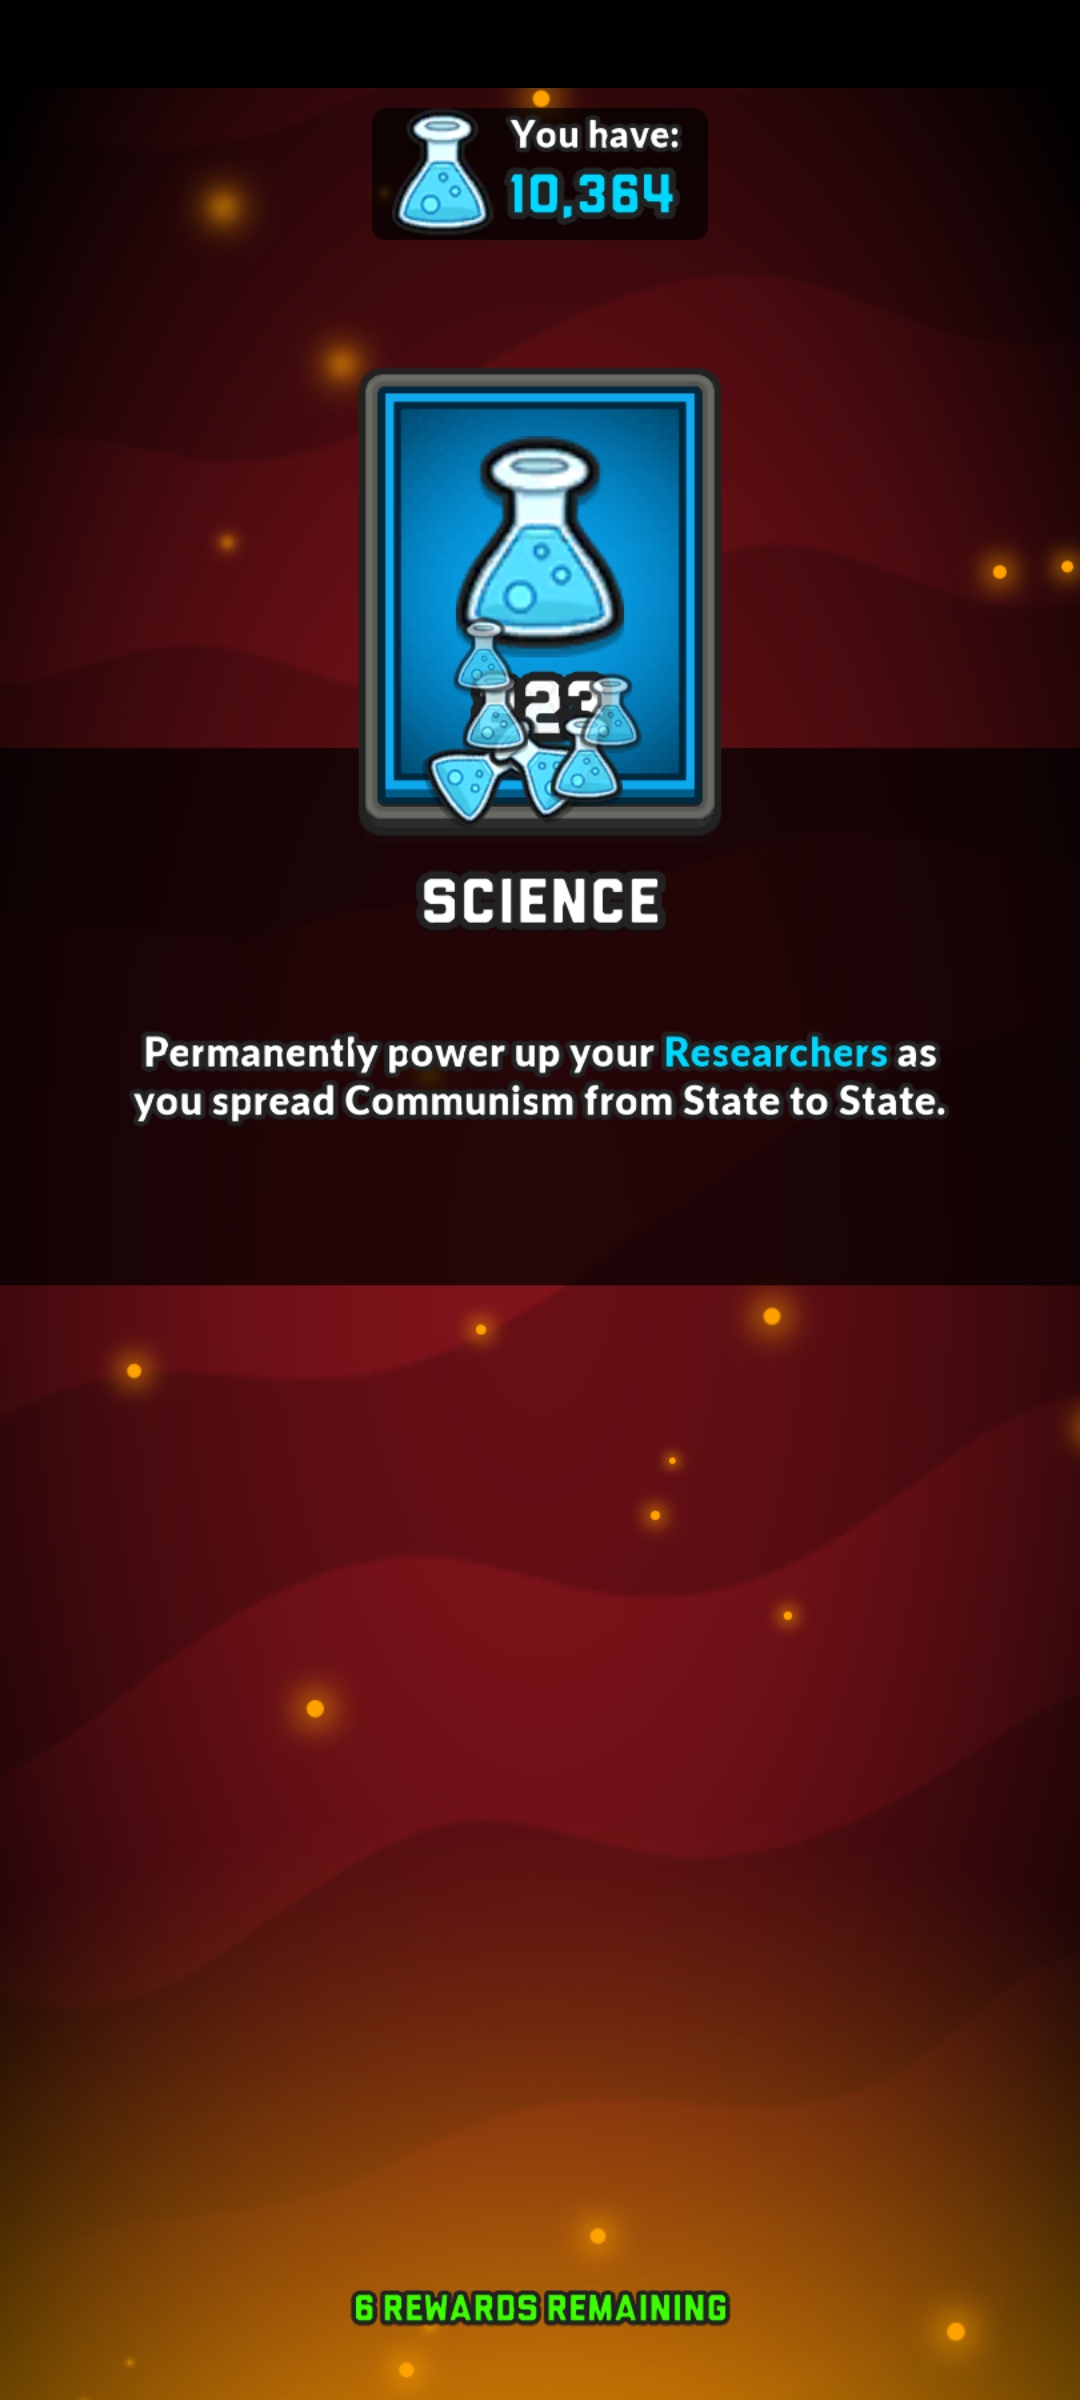 You have:
10,364
SCIENCE
Permanently power up your Researchers as
you spread Communism from State to State.
6 REWARDS REMAINING